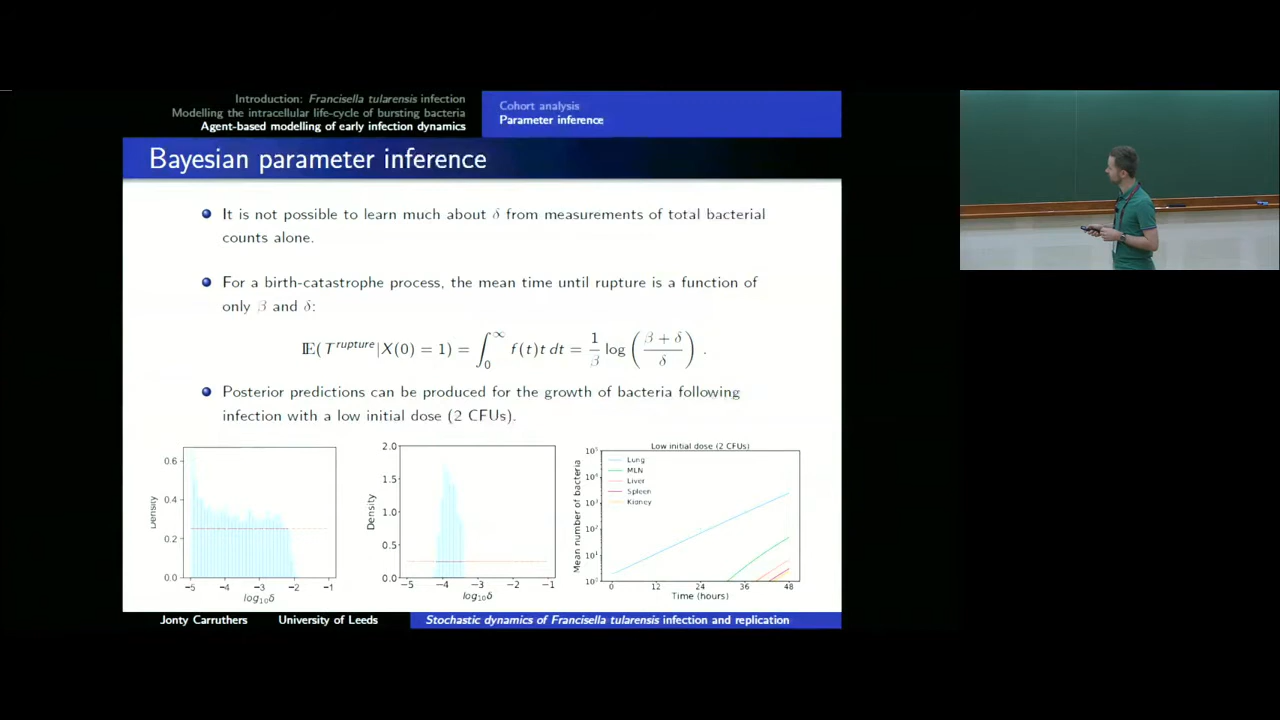 Introduction: Francisella tularensis infection
Modelling the intracellular life-cycle of bursting bacteria
Agent-based modelling of early infection dynamics
Cohort analysis
Parameter inference
Bayesian parameter inference
It is not possible to learn much about δ from measurements of total bacterial
counts alone.
For a birth-catastrophe process, the mean time until rupture is a function of
only β and δ:
𝔼(T^rupture|X(0) = 1) = ∫₀^∞ f(t)t dt = 1/β log((β + δ)/δ) .
Posterior predictions can be produced for the growth of bacteria following
infection with a low initial dose (2 CFUs).
Density
0.6
0.4
0.2
0.0
−5 −4 −3 −2 −1
log₁₀δ
Density
2.0
1.5
1.0
0.5
0.0
−5 −4 −3 −2 −1
log₁₀δ
Low initial dose (2 CFUs)
Mean number of bacteria
10⁵
10⁴
10³
10²
10¹
10⁰
Lung
MLN
Liver
Spleen
Kidney
0 12 24 36 48
Time (hours)
Jonty Carruthers University of Leeds
Stochastic dynamics of Francisella tularensis infection and replication